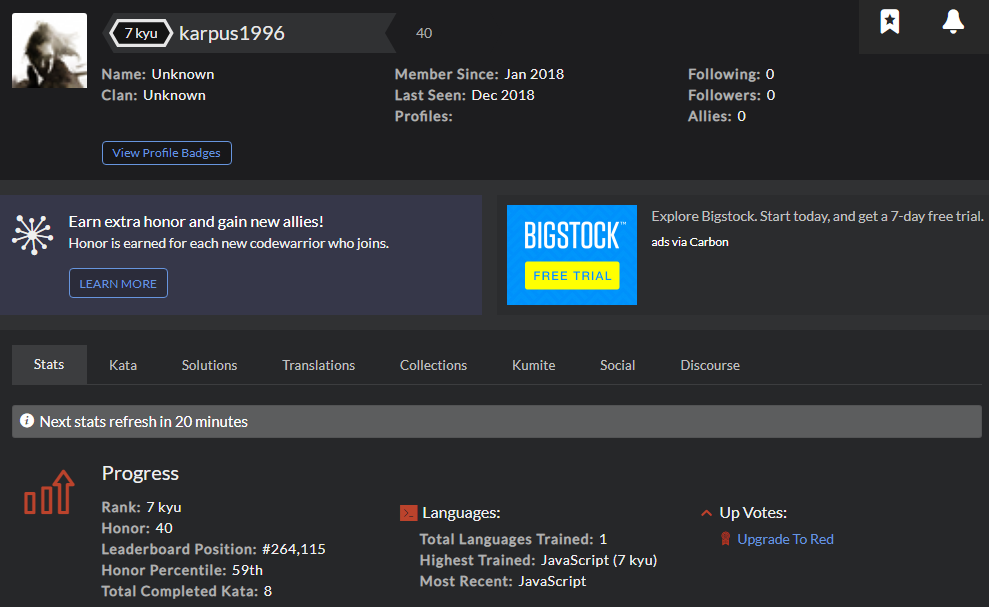 7 kyu karpus1996 40
Name: Unknown
Clan: Unknown
Member Since: Jan 2018
Last Seen: Dec 2018
Profiles:
Following: 0
Followers: 0
Allies: 0
View Profile Badges
Earn extra honor and gain new allies!
Honor is earned for each new codewarrior who joins.
LEARN MORE
BIGSTOCK™
FREE TRIAL
Explore Bigstock. Start today, and get a 7-day free trial.
ads via Carbon
Stats Kata Solutions Translations Collections Kumite Social Discourse
Next stats refresh in 20 minutes
Progress
Rank: 7 kyu
Honor: 40
Leaderboard Position: #264,115
Honor Percentile: 59th
Total Completed Kata: 8
Languages:
Total Languages Trained: 1
Highest Trained: JavaScript (7 kyu)
Most Recent: JavaScript
Up Votes:
Upgrade To Red